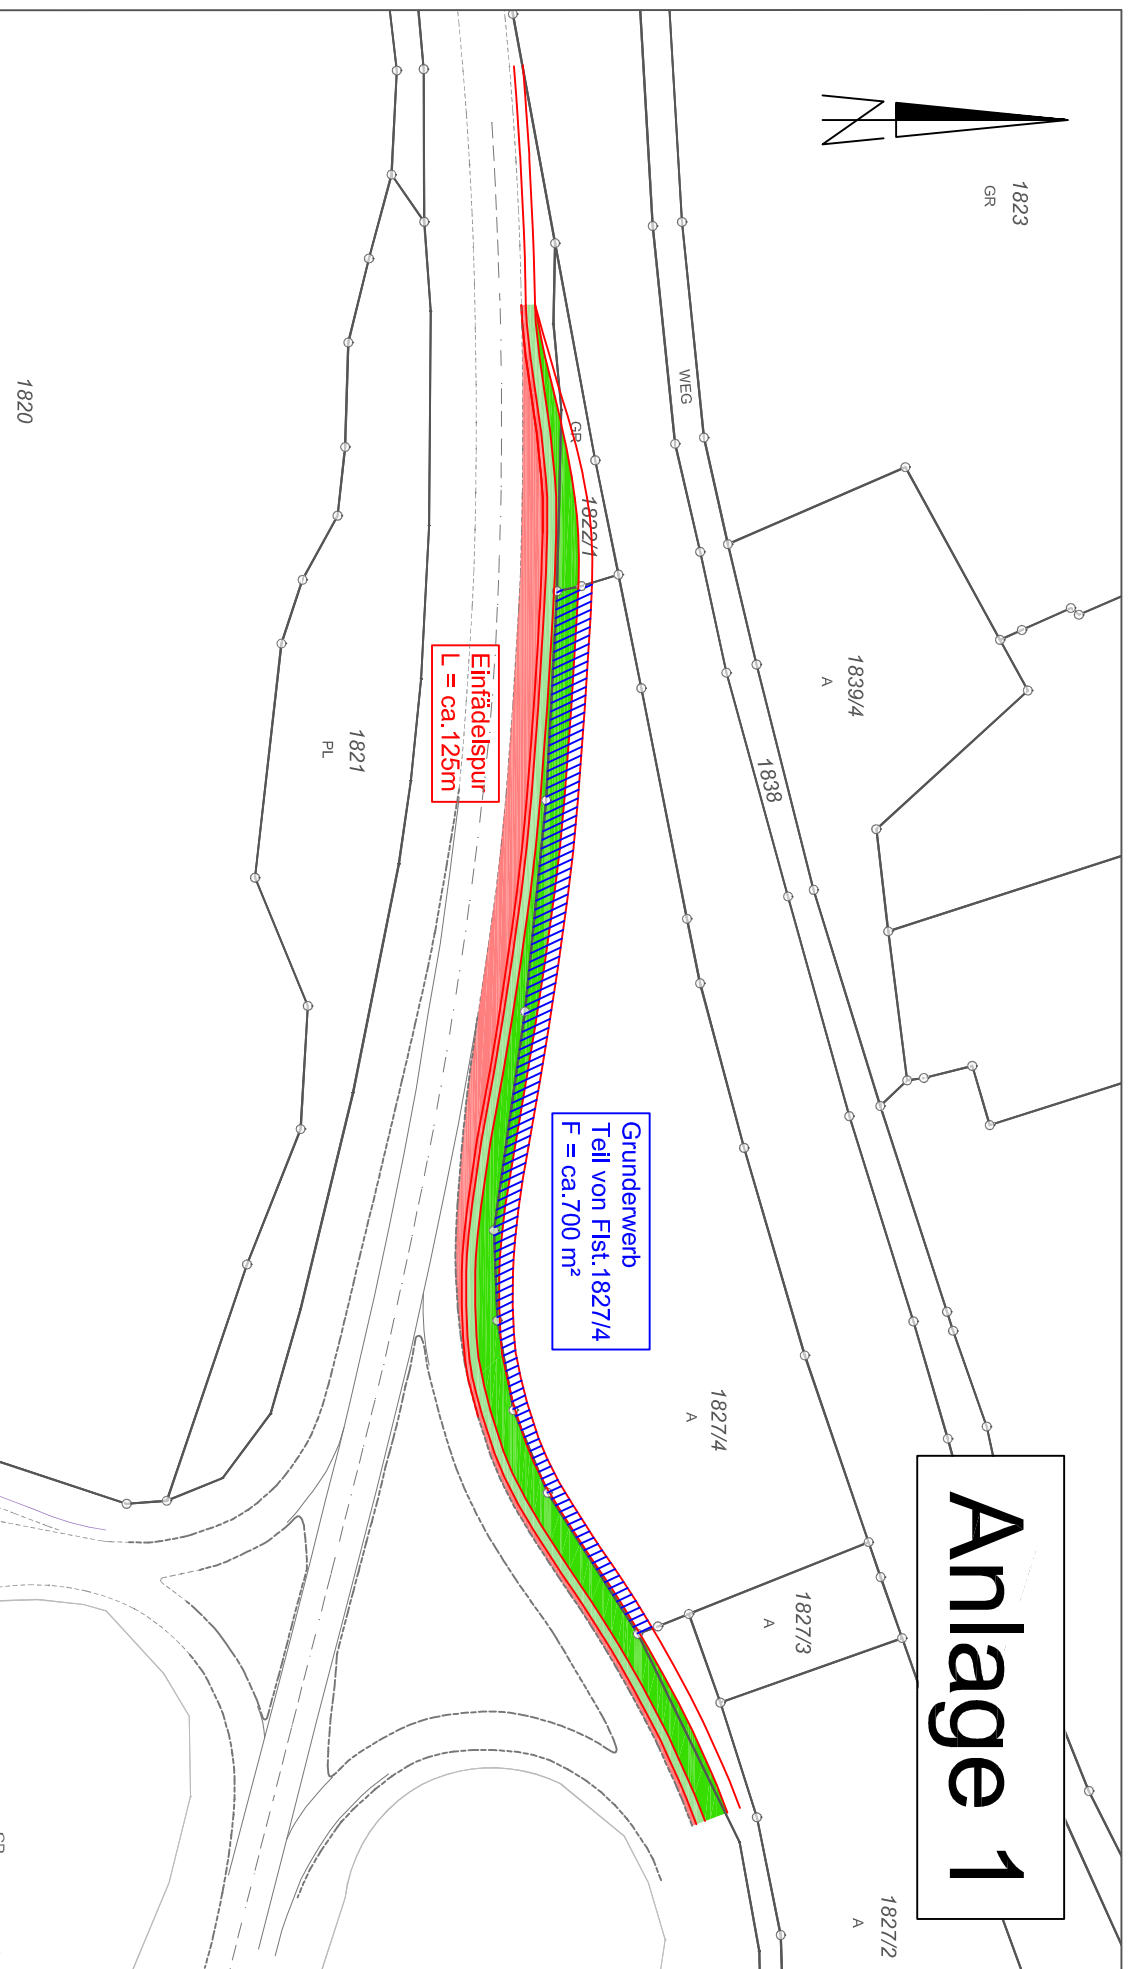 Anlage 1
1823
GR
WEG
1839/4
A
1838
GR
1822/1
Einfädelspur
L = ca.125m
1820
1821
PL
Grunderwerb
Teil von Flst.1827/4
F = ca.700 m²
1827/4
A
1827/3
A
1827/2
A